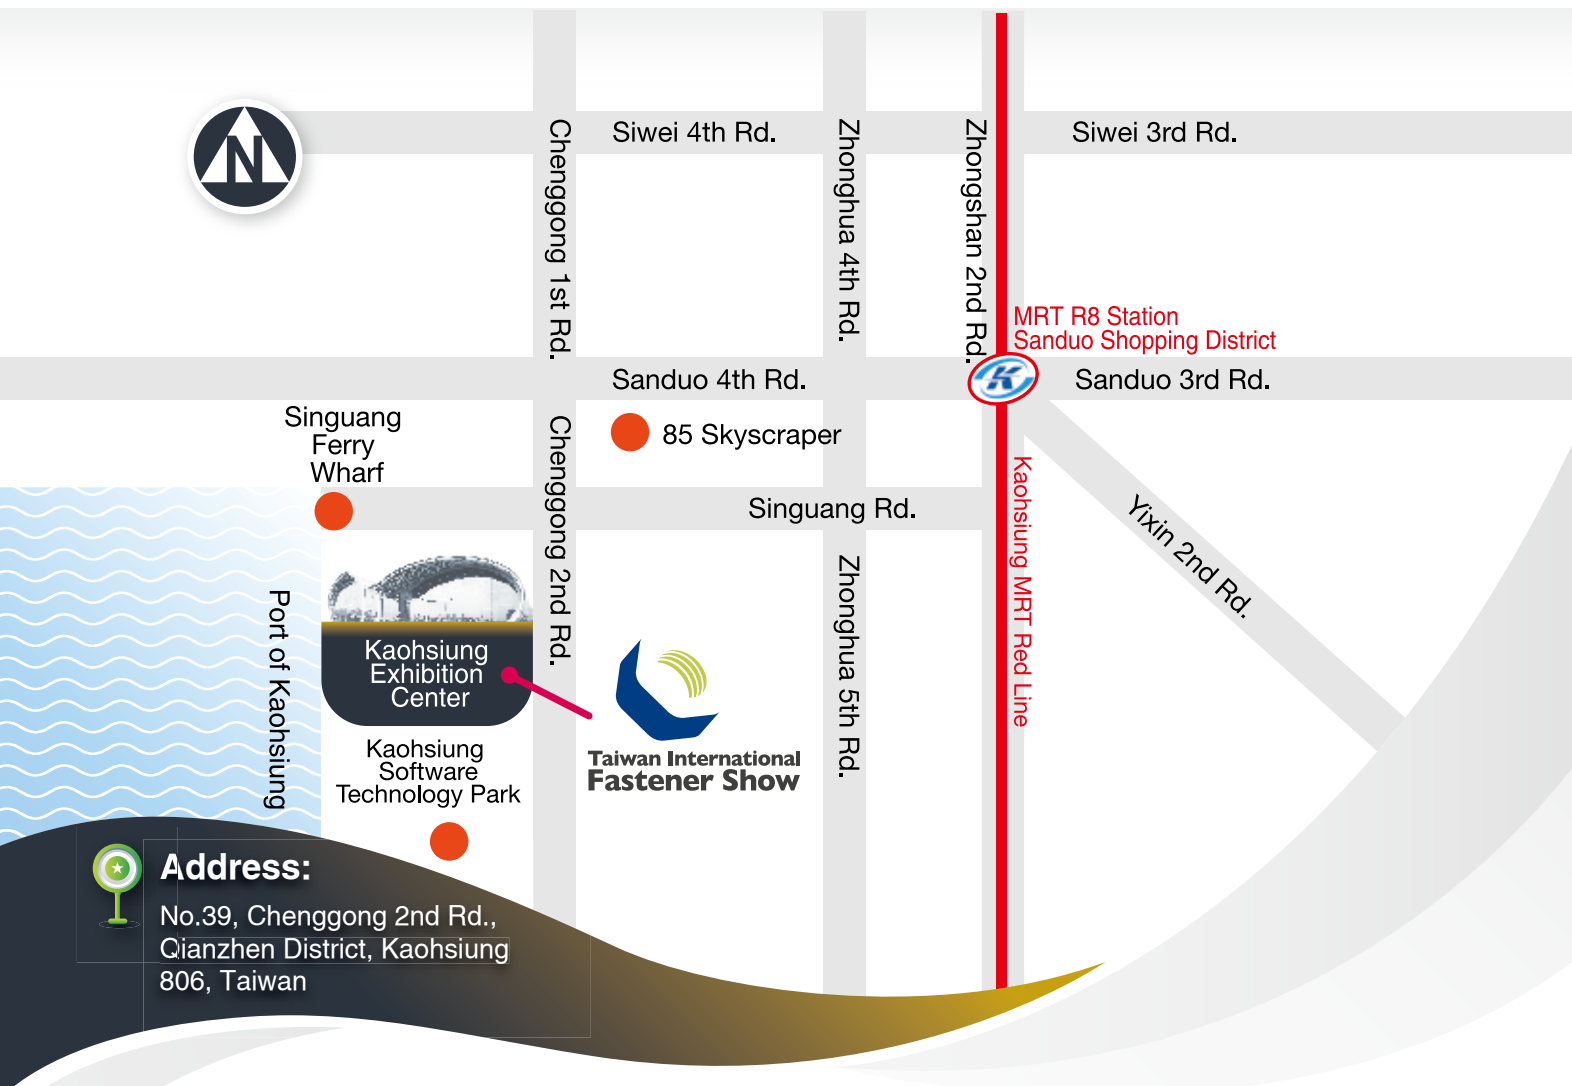 N
Siwei 4th Rd.
Siwei 3rd Rd.
Chenggong 1st Rd.
Zhonghua 4th Rd.
Zhongshan 2nd Rd.
MRT R8 Station
Sanduo Shopping District
K
Sanduo 4th Rd.
Sanduo 3rd Rd.
Singuang
Ferry
Wharf
85 Skyscraper
Chenggong 2nd Rd.
Singuang Rd.
Kaohsiung MRT Red Line
Yixin 2nd Rd.
Zhonghua 5th Rd.
Port of Kaohsiung
Kaohsiung
Exhibition
Center
Taiwan International
Fastener Show
Kaohsiung
Software
Technology Park
Address:
No.39, Chenggong 2nd Rd.,
Qianzhen District, Kaohsiung
806, Taiwan